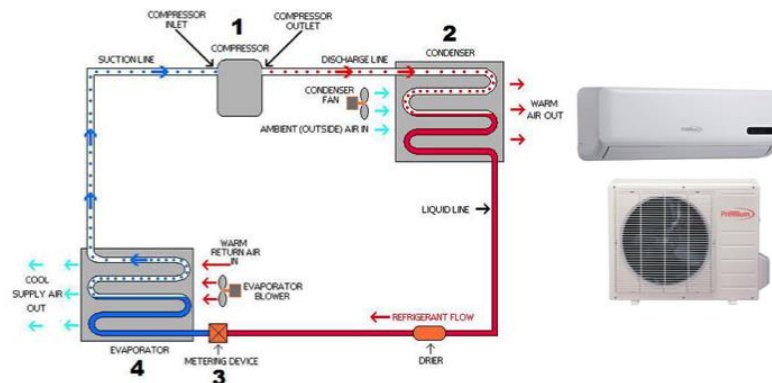 1
COMPRESSOR
INLET
COMPRESSOR
COMPRESSOR
OUTLET
2
CONDENSER
SUCTION LINE
DISCHARGE LINE
CONDENSER
FAN
AMBIENT (OUTSIDE) AIR IN
WARM
AIR OUT
LIQUID LINE
WARM
RETURN AIR
IN
COOL
SUPPLY AIR
OUT
EVAPORATOR
BLOWER
REFRIGERANT FLOW
EVAPORATOR
4
METERING DEVICE
3
DRIER
Premium